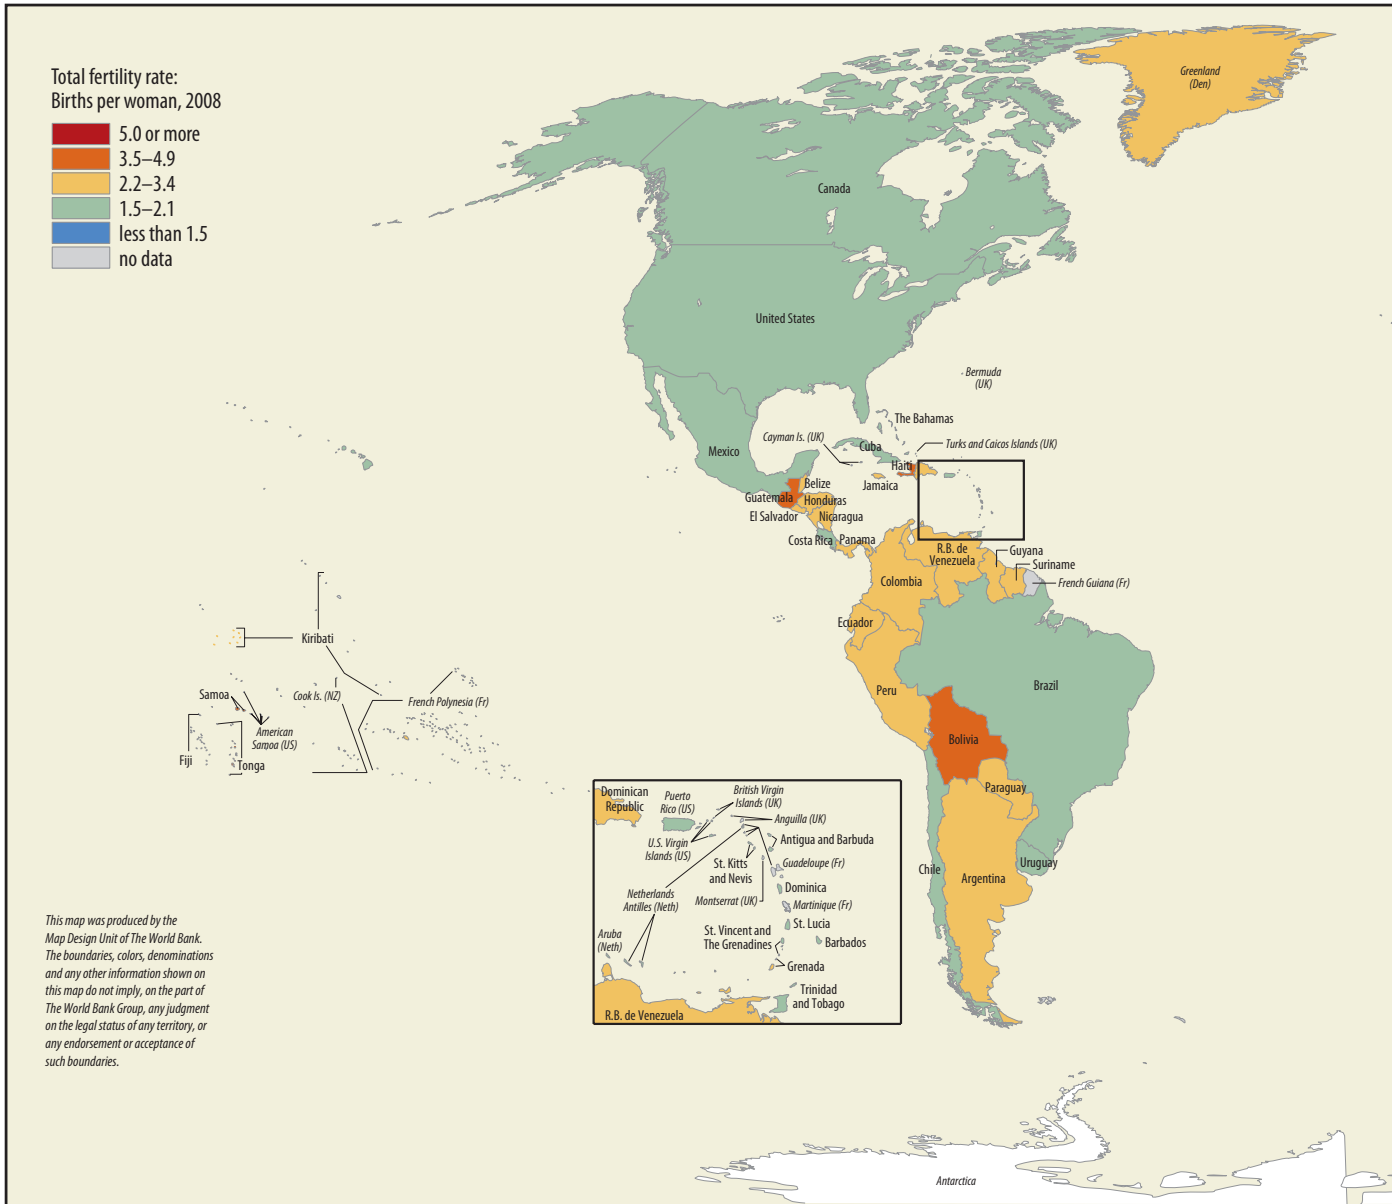 Total fertility rate:
Births per woman, 2008
5.0 or more
3.5–4.9
2.2–3.4
1.5–2.1
less than 1.5
no data
Greenland
(Den)
Canada
United States
Bermuda
(UK)
The Bahamas
Cayman Is. (UK)
Cuba
Turks and Caicos Islands (UK)
Mexico
Haiti
Jamaica
Belize
Guatemala
Honduras
El Salvador
Nicaragua
Costa Rica
Panama
R.B. de
Venezuela
Guyana
Suriname
French Guiana (Fr)
Colombia
Ecuador
Kiribati
Peru
Brazil
Samoa
Cook Is. (NZ)
French Polynesia (Fr)
American
Samoa (US)
Fiji
Tonga
Bolivia
Paraguay
Uruguay
Chile
Argentina
Dominican
Republic
Puerto
Rico (US)
British Virgin
Islands (UK)
Anguilla (UK)
U.S. Virgin
Islands (US)
Antigua and Barbuda
St. Kitts
and Nevis
Guadeloupe (Fr)
Netherlands
Antilles (Neth)
Dominica
Montserrat (UK)
Martinique (Fr)
St. Lucia
Aruba
(Neth)
St. Vincent and
The Grenadines
Barbados
Grenada
Trinidad
and Tobago
R.B. de Venezuela
This map was produced by the
Map Design Unit of The World Bank.
The boundaries, colors, denominations
and any other information shown on
this map do not imply, on the part of
The World Bank Group, any judgment
on the legal status of any territory, or
any endorsement or acceptance of
such boundaries.
Antarctica